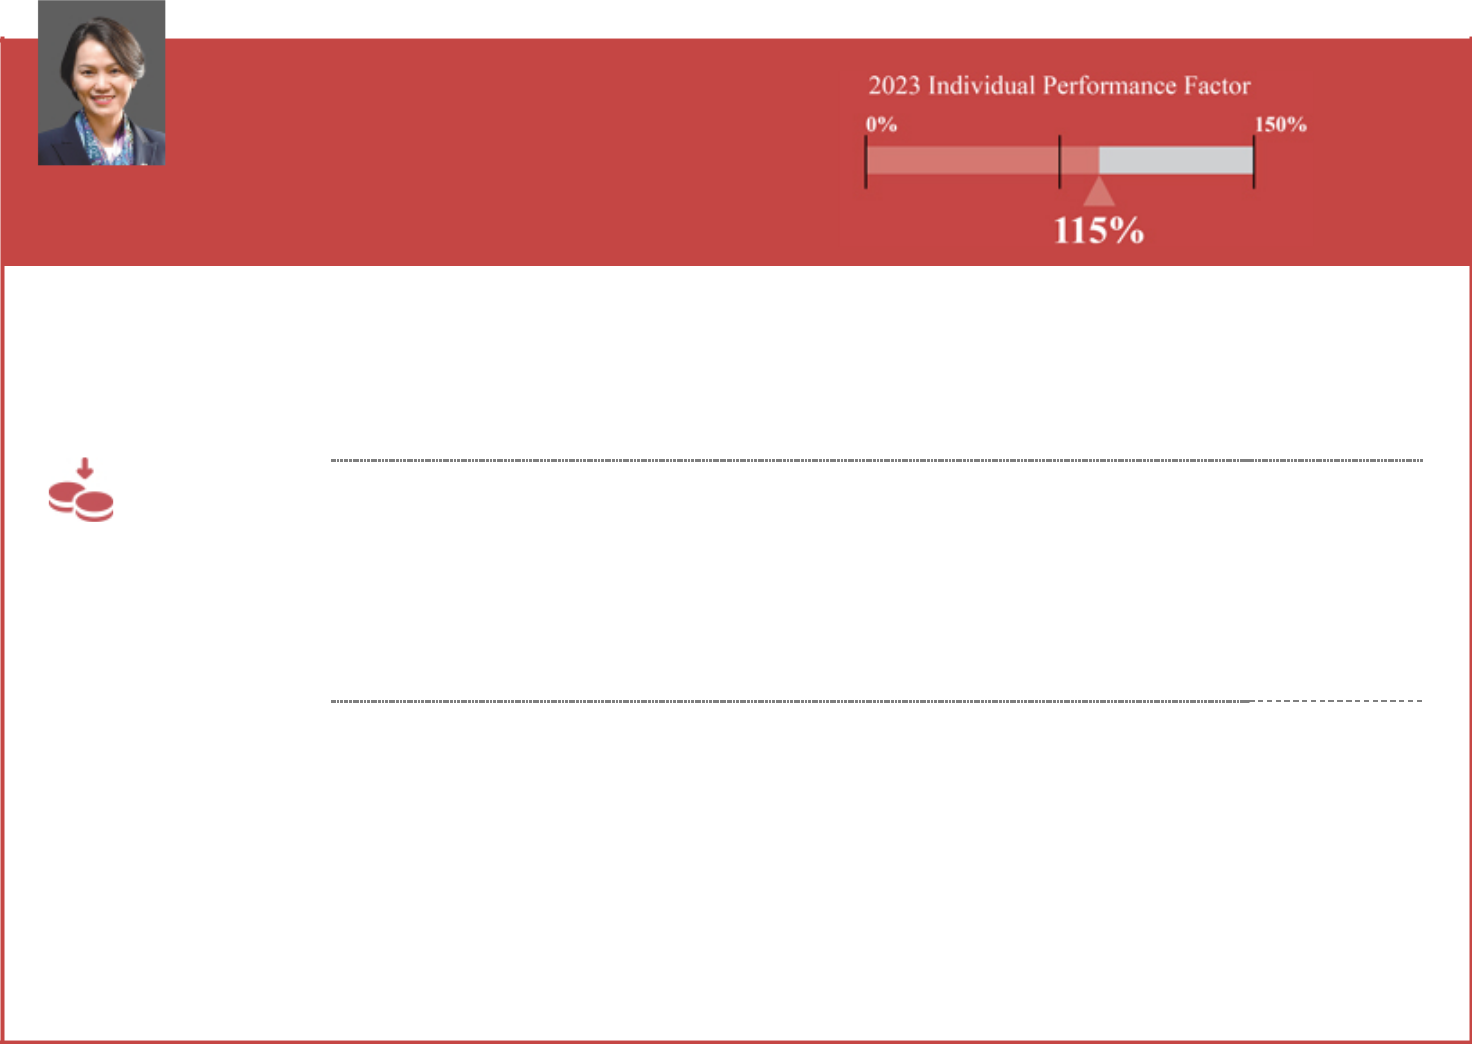 2023 Individual Performance Factor
0% 150%
115%